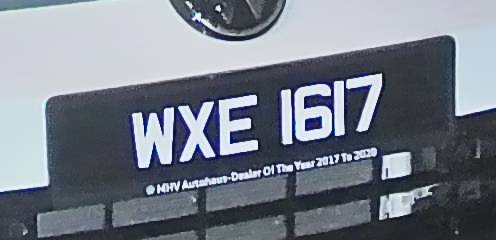 WXE 1617
@ MHV Autohaus-Dealer Of The Year 2017 To 2020